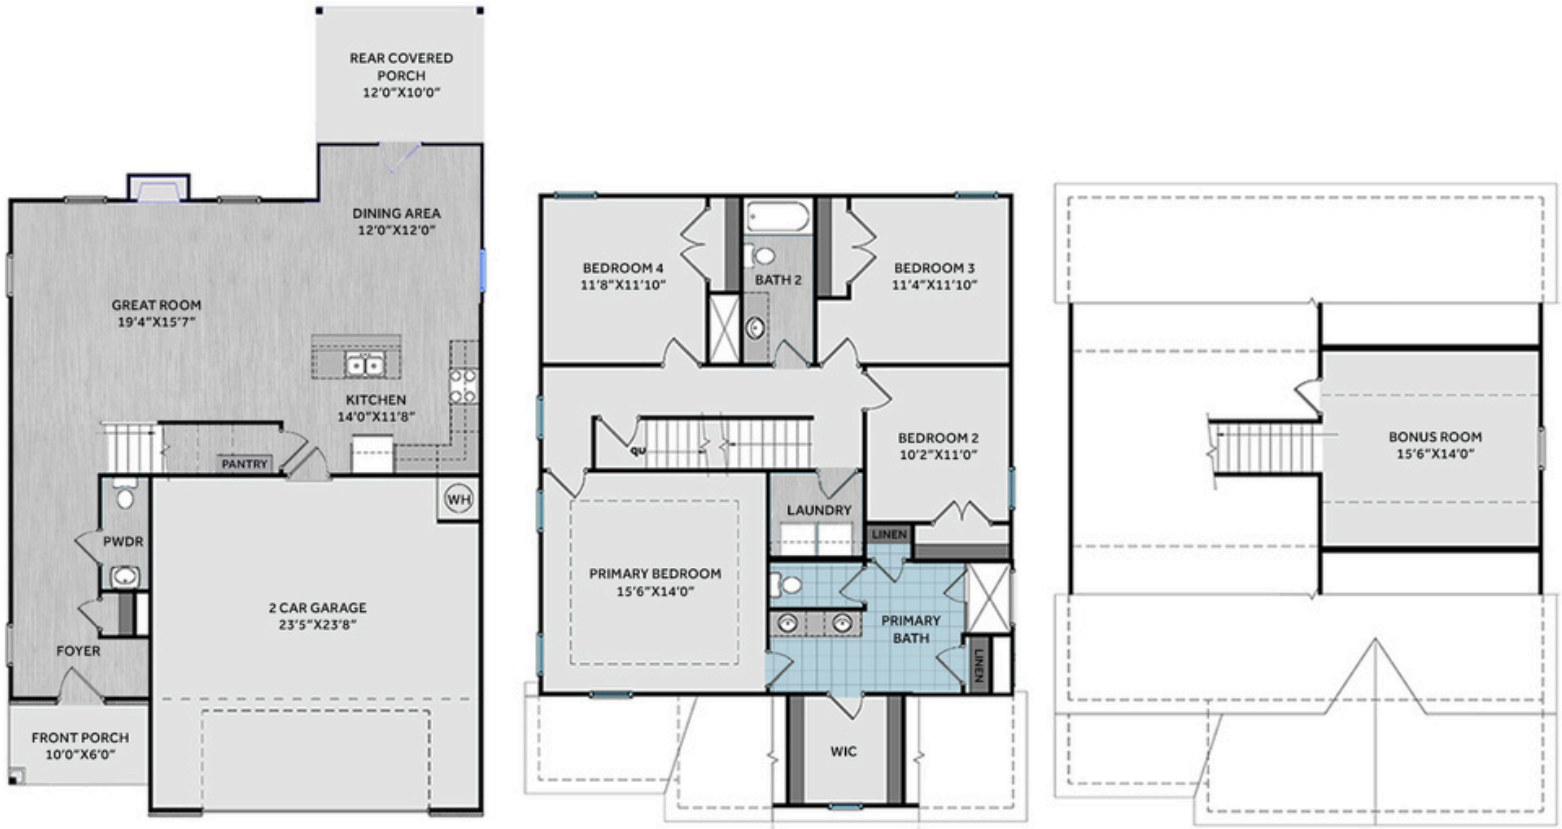 REAR COVERED
PORCH
12'0"X10'0"
DINING AREA
12'0"X12'0"
GREAT ROOM
19'4"X15'7"
KITCHEN
14'0"X11'8"
PANTRY
WH
PWDR
2 CAR GARAGE
23'5"X23'8"
FOYER
FRONT PORCH
10'0"X6'0"
BEDROOM 4
11'8"X11'10"
BATH 2
BEDROOM 3
11'4"X11'10"
BEDROOM 2
10'2"X11'0"
LAUNDRY
LINEN
PRIMARY BEDROOM
15'6"X14'0"
PRIMARY
BATH
LINEN
WIC
BONUS ROOM
15'6"X14'0"